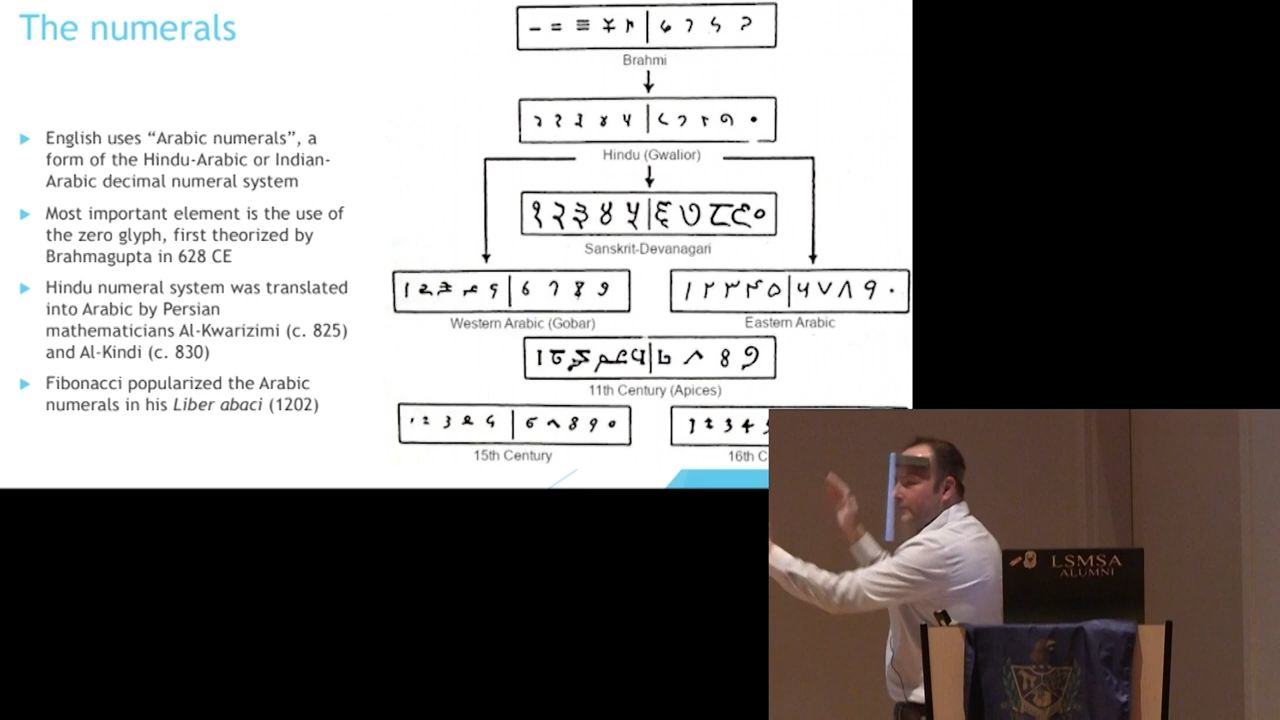 The numerals
English uses “Arabic numerals”, a
form of the Hindu-Arabic or Indian-
Arabic decimal numeral system
Most important element is the use of
the zero glyph, first theorized by
Brahmagupta in 628 CE
Hindu numeral system was translated
into Arabic by Persian
mathematicians Al-Kwarizimi (c. 825)
and Al-Kindi (c. 830)
Fibonacci popularized the Arabic
numerals in his Liber abaci (1202)
Brahmi
Hindu (Gwalior)
१२३४५|६७८९०
Sanskrit-Devanagari
Western Arabic (Gobar)
Eastern Arabic
11th Century (Apices)
15th Century
16th C
LSMSA
ALUMNI